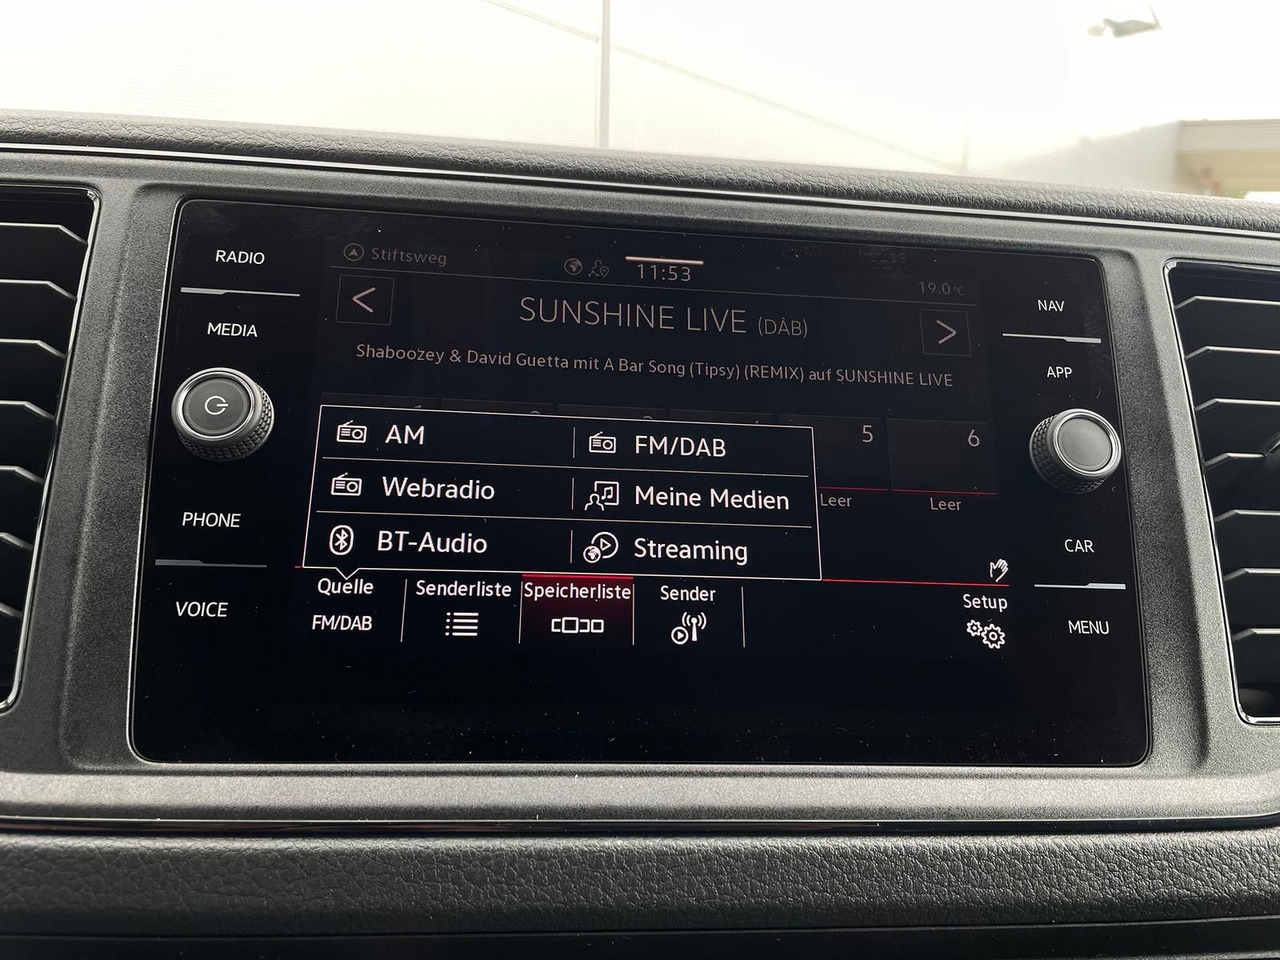 RADIO
MEDIA
PHONE
VOICE
Stiftsweg
11:53
19.0°C
<
SUNSHINE LIVE (DAB)
>
Shaboozey & David Guetta mit A Bar Song (Tipsy) (REMIX) auf SUNSHINE LIVE
AM
FM/DAB
Webradio
Meine Medien
BT-Audio
Streaming
5
6
Leer
Leer
Quelle
FM/DAB
Senderliste
Speicherliste
Sender
Setup
NAV
APP
CAR
MENU